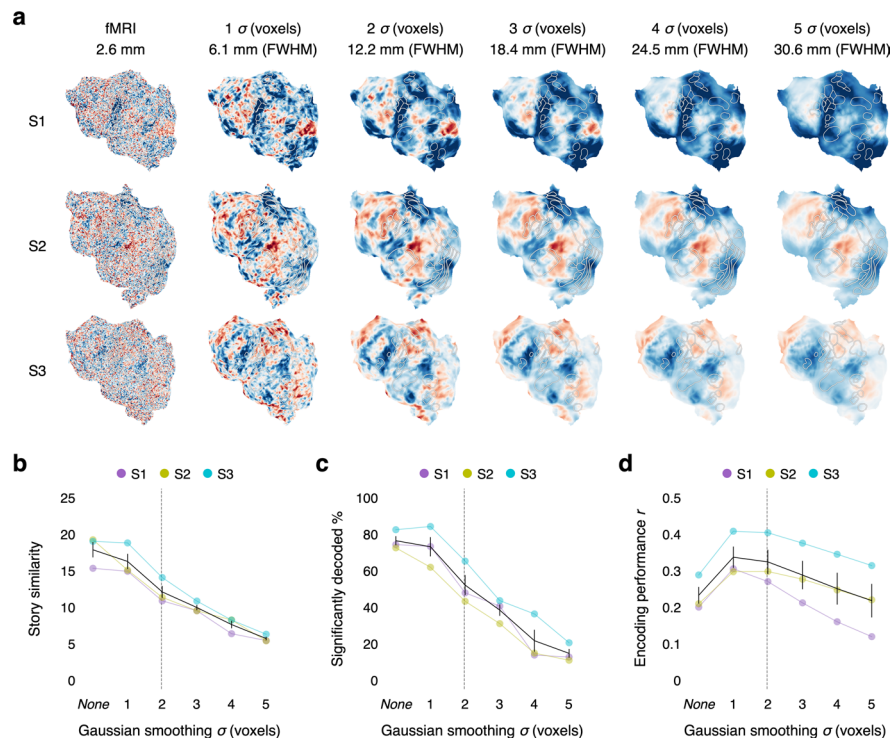 a
fMRI 1 σ (voxels) 2 σ (voxels) 3 σ (voxels) 4 σ (voxels) 5 σ (voxels)
2.6 mm 6.1 mm (FWHM) 12.2 mm (FWHM) 18.4 mm (FWHM) 24.5 mm (FWHM) 30.6 mm (FWHM)
S1
S2
S3
b
S1 S2 S3
Story similarity
25
20
15
10
5
0
None 1 2 3 4 5
Gaussian smoothing σ (voxels)
c
S1 S2 S3
Significantly decoded %
100
80
60
40
20
0
None 1 2 3 4 5
Gaussian smoothing σ (voxels)
d
S1 S2 S3
Encoding performance r
0.5
0.4
0.3
0.2
0.1
0
None 1 2 3 4 5
Gaussian smoothing σ (voxels)